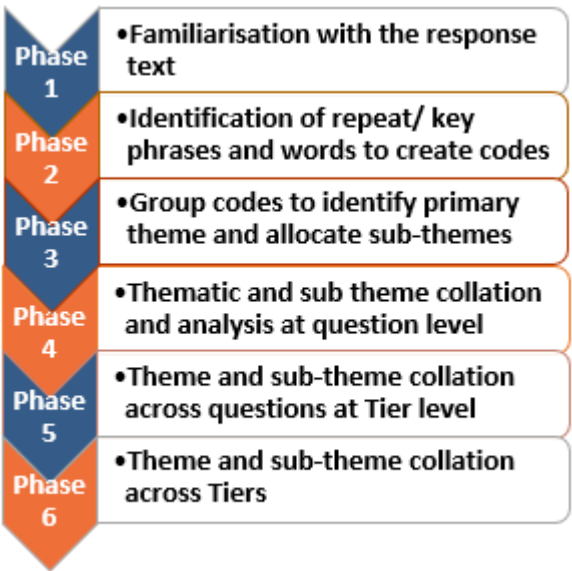 Phase
1
•Familiarisation with the response
text
Phase
2
•Identification of repeat/ key
phrases and words to create codes
Phase
3
•Group codes to identify primary
theme and allocate sub-themes
Phase
4
•Thematic and sub theme collation
and analysis at question level
Phase
5
•Theme and sub-theme collation
across questions at Tier level
Phase
6
•Theme and sub-theme collation
across Tiers